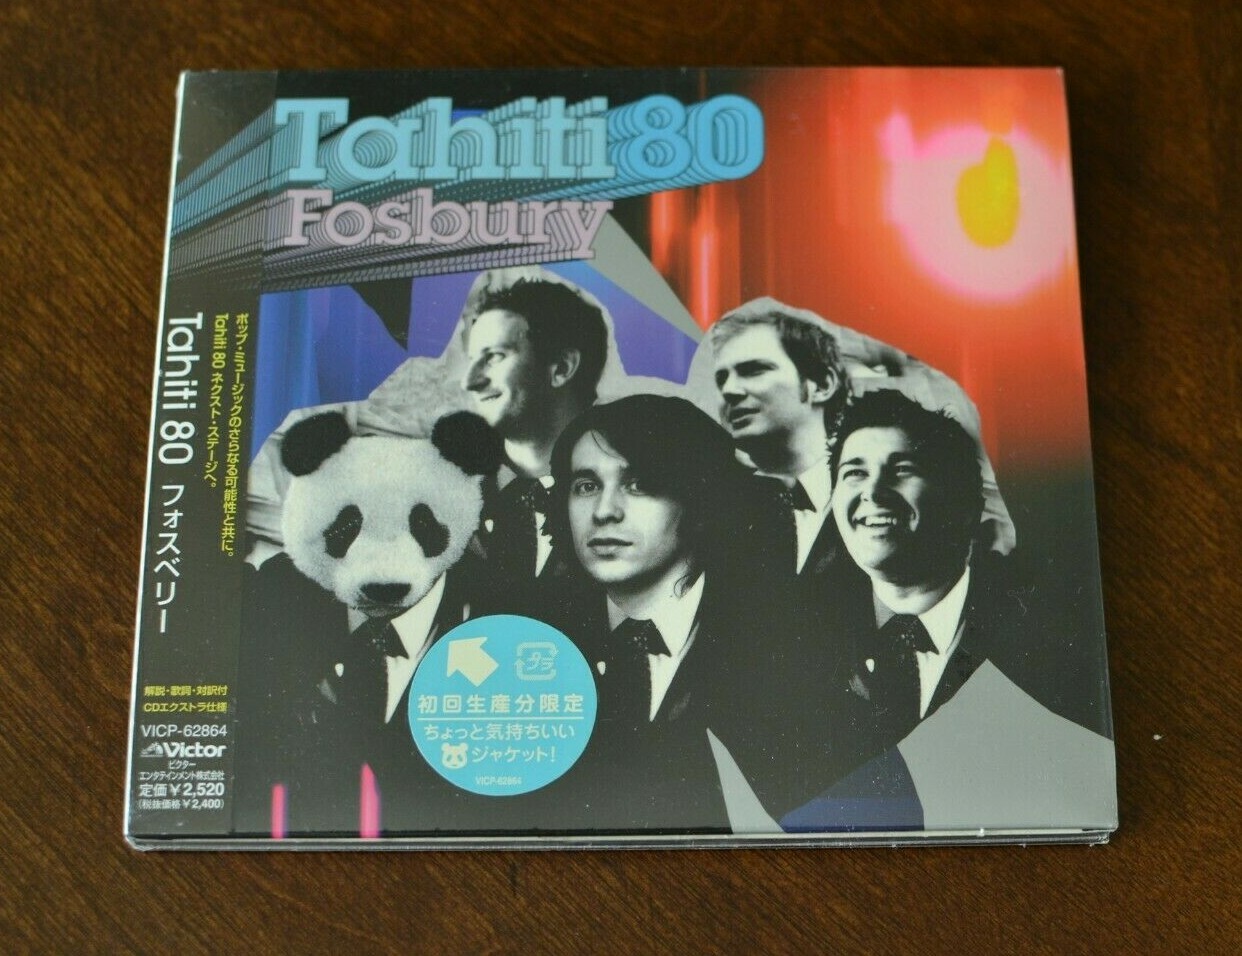 Tahiti 80
Fosbury
ポップ・ミュージックのさらなる可能性と共に。
Tahiti 80 ネクスト・ステージへ。
Tahiti 80 フォスベリー
解説・歌詞・対訳付
CDエクストラ仕様
VICP-62864
Victor
ビクター
エンタテインメント株式会社
定価￥2,520
(税抜価格￥2,400)
プラ
初回生産分限定
ちょっと気持ちいい
ジャケット!
VICP-62864